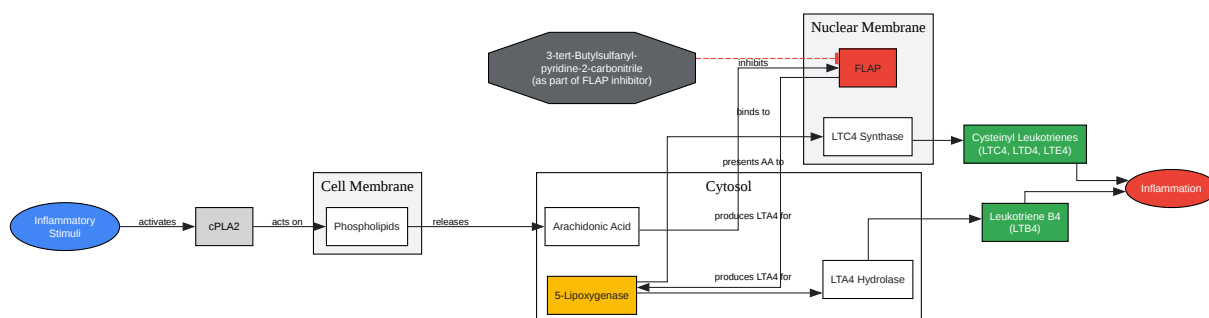 Nuclear Membrane
3-tert-Butylsulfanyl-
pyridine-2-carbonitrile
(as part of FLAP inhibitor)
inhibits
FLAP
binds to
LTC4 Synthase
Cysteinyl Leukotrienes
(LTC4, LTD4, LTE4)
presents AA to
Cell Membrane
Cytosol
Inflammation
Inflammatory
Stimuli
activates
cPLA2
acts on
Phospholipids
releases
Arachidonic Acid
produces LTA4 for
Leukotriene B4
(LTB4)
5-Lipoxygenase
produces LTA4 for
LTA4 Hydrolase